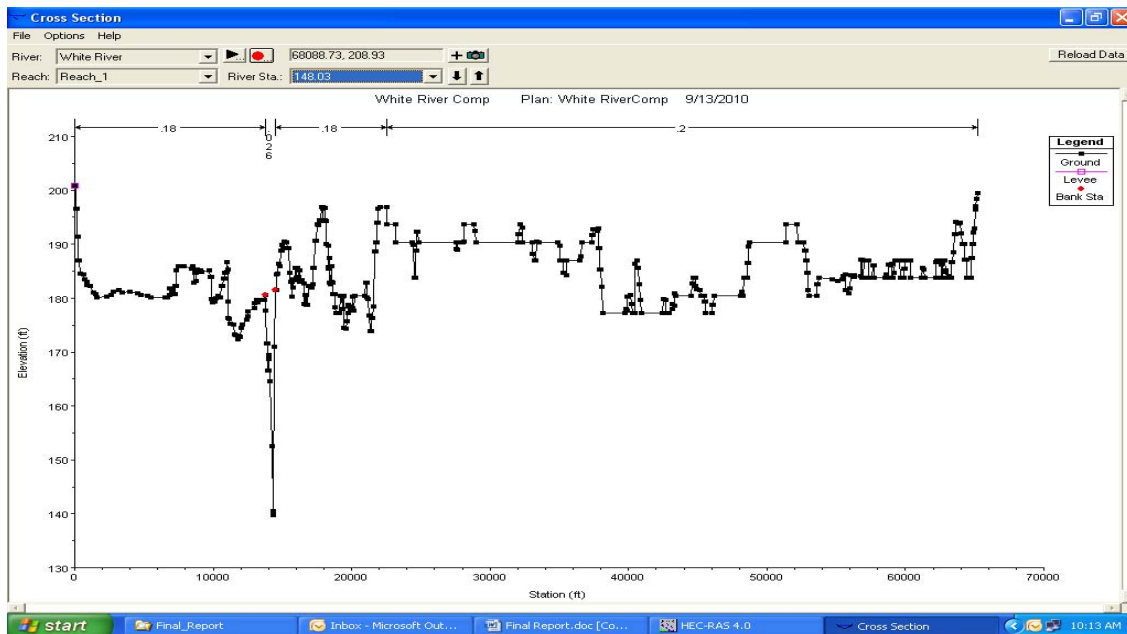 Cross Section
File Options Help
River: White River 68088.73, 208.93 Reload Data
Reach: Reach_1 River Sta.: 148.03
White River Comp Plan: White RiverComp 9/13/2010
.18 .026 .18 .2
Legend
Ground
Levee
Bank Sta
210
200
190
180
170
160
150
140
130
Elevation (ft)
0 10000 20000 30000 40000 50000 60000 70000
Station (ft)
start Final_Report Inbox - Microsoft Out... Final Report.doc [Co... HEC-RAS 4.0 Cross Section 10:13 AM